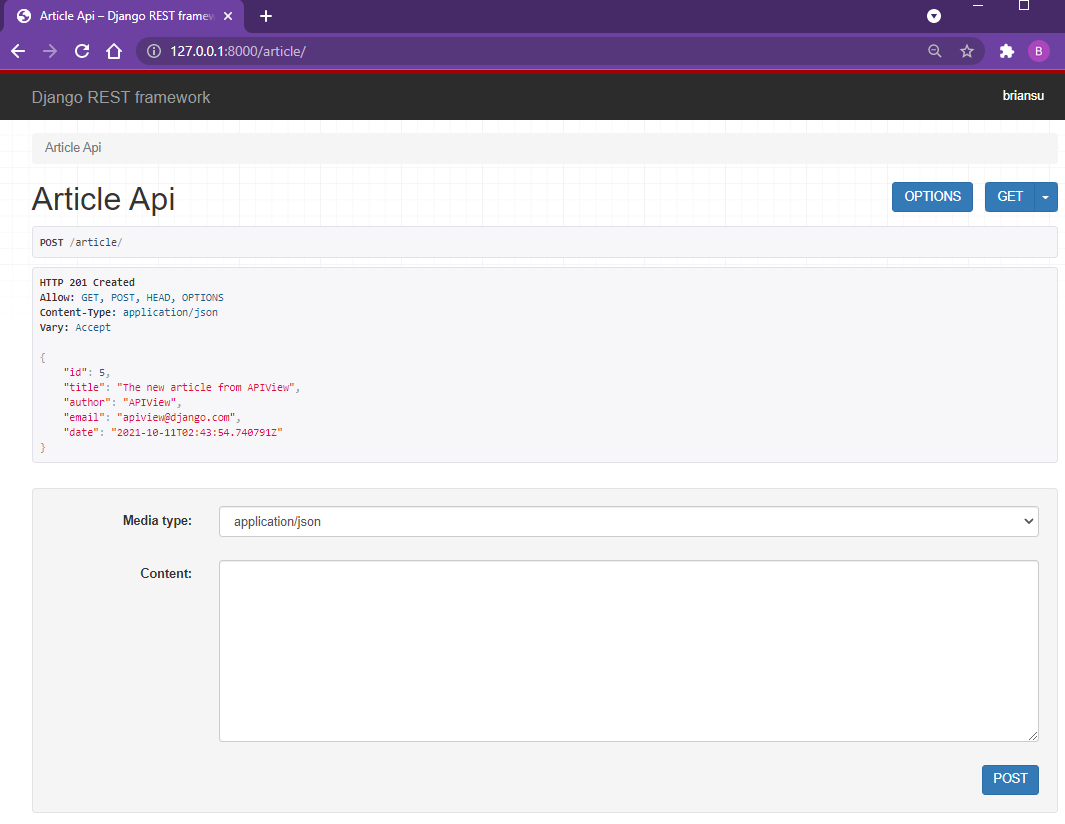 Article Api – Django REST framew
127.0.0.1:8000/article/
B
Django REST framework
briansu
Article Api
Article Api
OPTIONS
GET
POST /article/
HTTP 201 Created
Allow: GET, POST, HEAD, OPTIONS
Content-Type: application/json
Vary: Accept
{
    "id": 5,
    "title": "The new article from APIView",
    "author": "APIView",
    "email": "apiview@django.com",
    "date": "2021-10-11T02:43:54.740791Z"
}
Media type:
application/json
Content:
POST